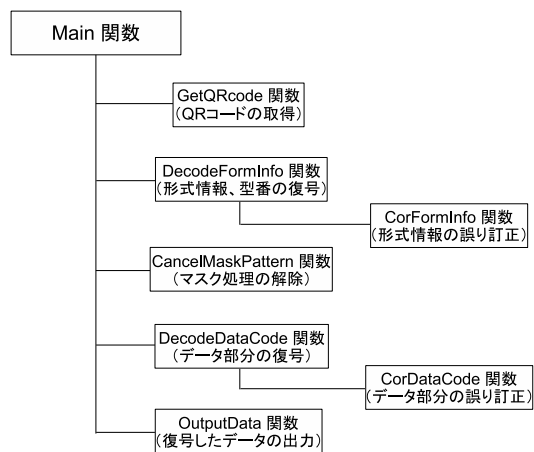 Main 関数
GetQRcode 関数
(QRコードの取得)
DecodeFormInfo 関数
(形式情報、型番の復号)
CorFormInfo 関数
(形式情報の誤り訂正)
CancelMaskPattern 関数
(マスク処理の解除)
DecodeDataCode 関数
(データ部分の復号)
CorDataCode 関数
(データ部分の誤り訂正)
OutputData 関数
(復号したデータの出力)